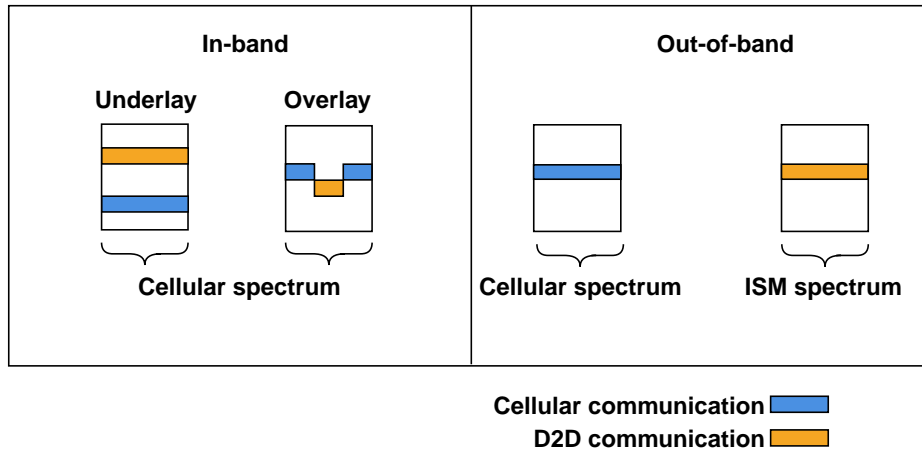 In-band
Out-of-band
Underlay
Overlay
Cellular spectrum
Cellular spectrum
ISM spectrum
Cellular communication
D2D communication